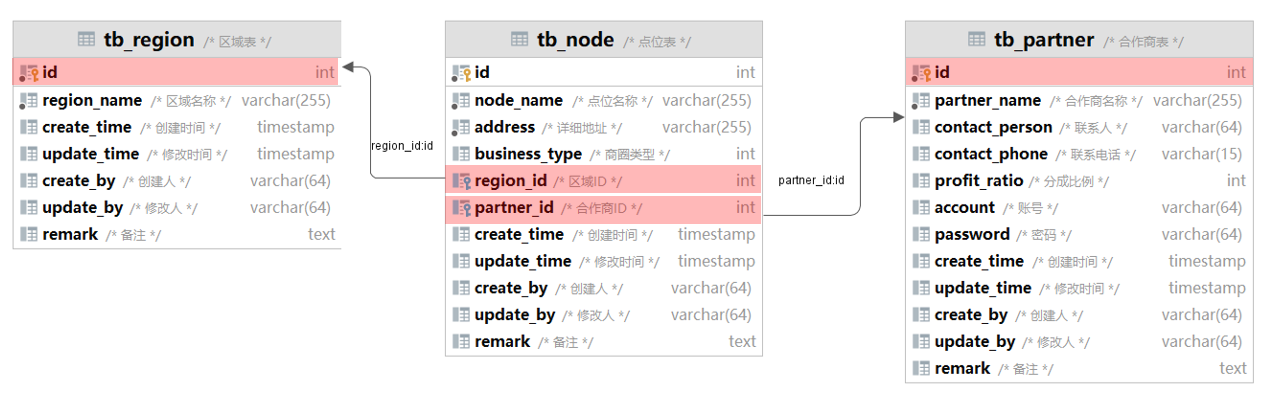 tb_region /* 区域表 */
id int
region_name /* 区域名称 */ varchar(255)
create_time /* 创建时间 */ timestamp
update_time /* 修改时间 */ timestamp
create_by /* 创建人 */ varchar(64)
update_by /* 修改人 */ varchar(64)
remark /* 备注 */ text
region_id:id
tb_node /* 点位表 */
id int
node_name /* 点位名称 */ varchar(255)
address /* 详细地址 */ varchar(255)
business_type /* 商圈类型 */ int
region_id /* 区域ID */ int
partner_id /* 合作商ID */ int
create_time /* 创建时间 */ timestamp
update_time /* 修改时间 */ timestamp
create_by /* 创建人 */ varchar(64)
update_by /* 修改人 */ varchar(64)
remark /* 备注 */ text
partner_id:id
tb_partner /* 合作商表 */
id int
partner_name /* 合作商名称 */ varchar(255)
contact_person /* 联系人 */ varchar(64)
contact_phone /* 联系电话 */ varchar(15)
profit_ratio /* 分成比例 */ int
account /* 账号 */ varchar(64)
password /* 密码 */ varchar(64)
create_time /* 创建时间 */ timestamp
update_time /* 修改时间 */ timestamp
create_by /* 创建人 */ varchar(64)
update_by /* 修改人 */ varchar(64)
remark /* 备注 */ text